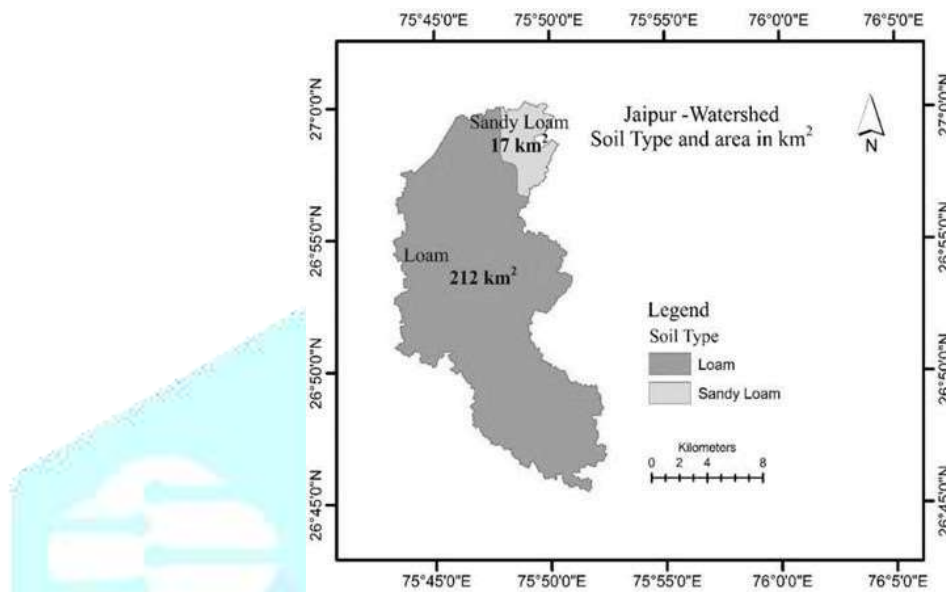 75°45'0"E 75°50'0"E 75°55'0"E 76°0'0"E 76°5'0"E
27°0'0"N
26°55'0"N
26°50'0"N
26°45'0"N
Jaipur -Watershed
Soil Type and area in km²
N
Sandy Loam
17 km²
Loam
212 km²
Legend
Soil Type
Loam
Sandy Loam
Kilometers
0 2 4 8
27°0'0"N
26°55'0"N
26°50'0"N
26°45'0"N
75°45'0"E 75°50'0"E 75°55'0"E 76°0'0"E 76°5'0"E